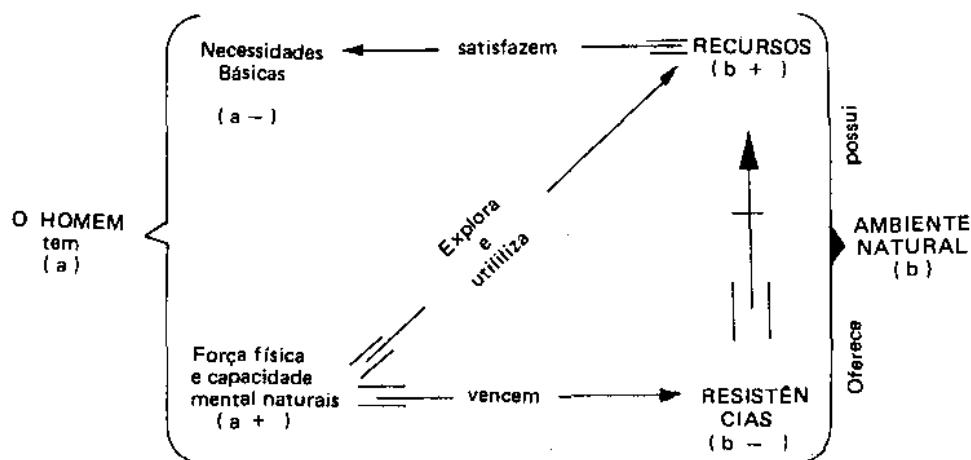 Necessidades
Básicas
( a – )
satisfazem
RECURSOS
( b + )
possui
O HOMEM
tem
( a )
Explora
e
utililiza
AMBIENTE
NATURAL
( b )
Força física
e capacidade
mental naturais
( a + )
vencem
RESISTÊN
CIAS
( b – )
Oferece